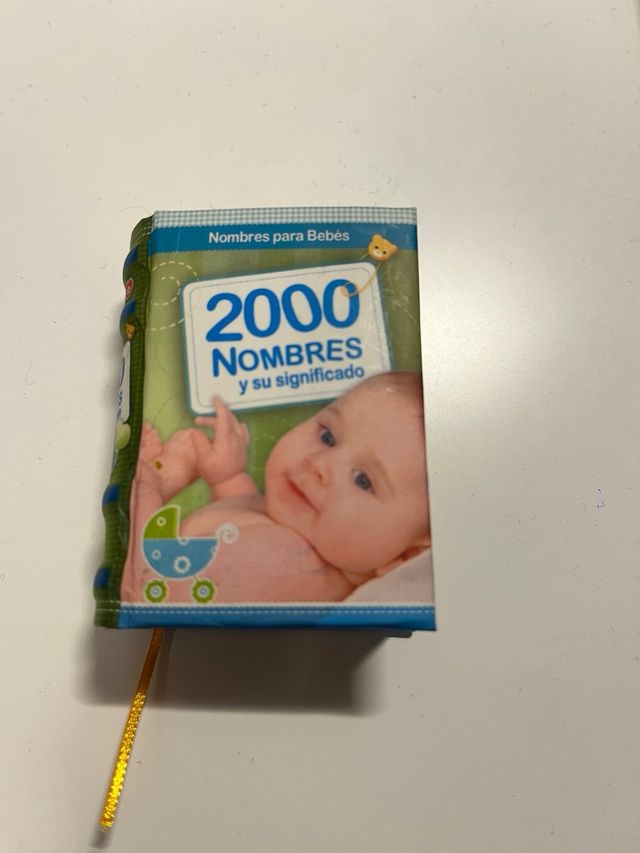 Nombres para Bebés
2000
NOMBRES
y su significado